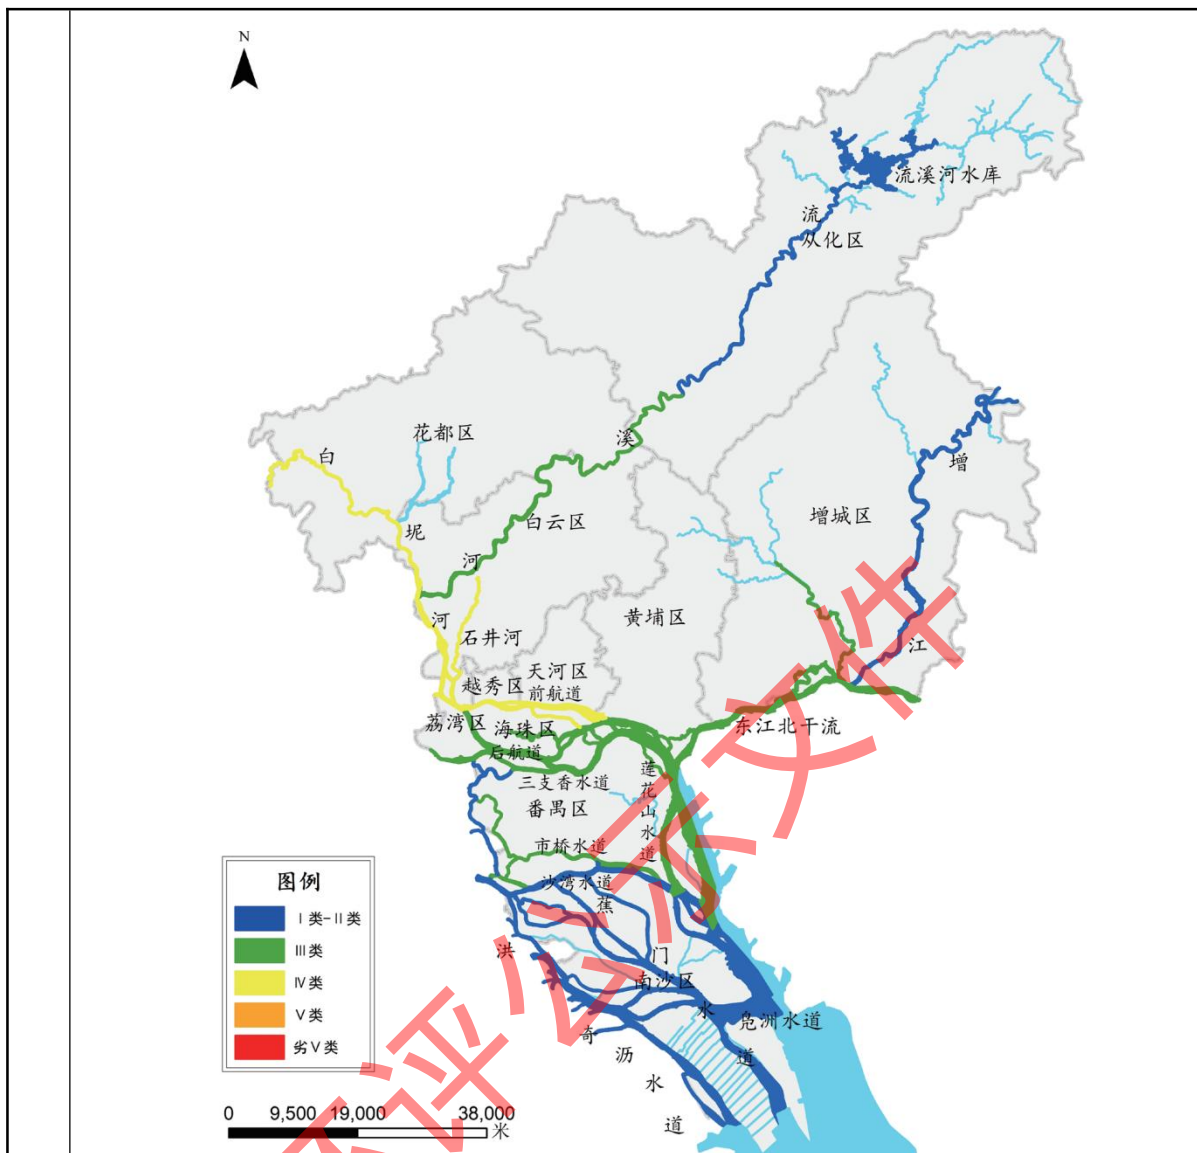 N
流溪河水库
流
从化区
花都区
溪
白
增
坭
白云区
增城区
河
河
石井河
黄埔区
江
天河区
越秀区
前航道
荔湾区
海珠区
东江北干流
后航道
莲花山水道
三支香水道
番禺区
市桥水道
沙湾水道
蕉
洪
门
南沙区
水
凫洲水道
奇
道
沥
水
道
图例
Ⅰ类-Ⅱ类
Ⅲ类
Ⅳ类
Ⅴ类
劣Ⅴ类
0 9,500 19,000 38,000
米
环评公示文件